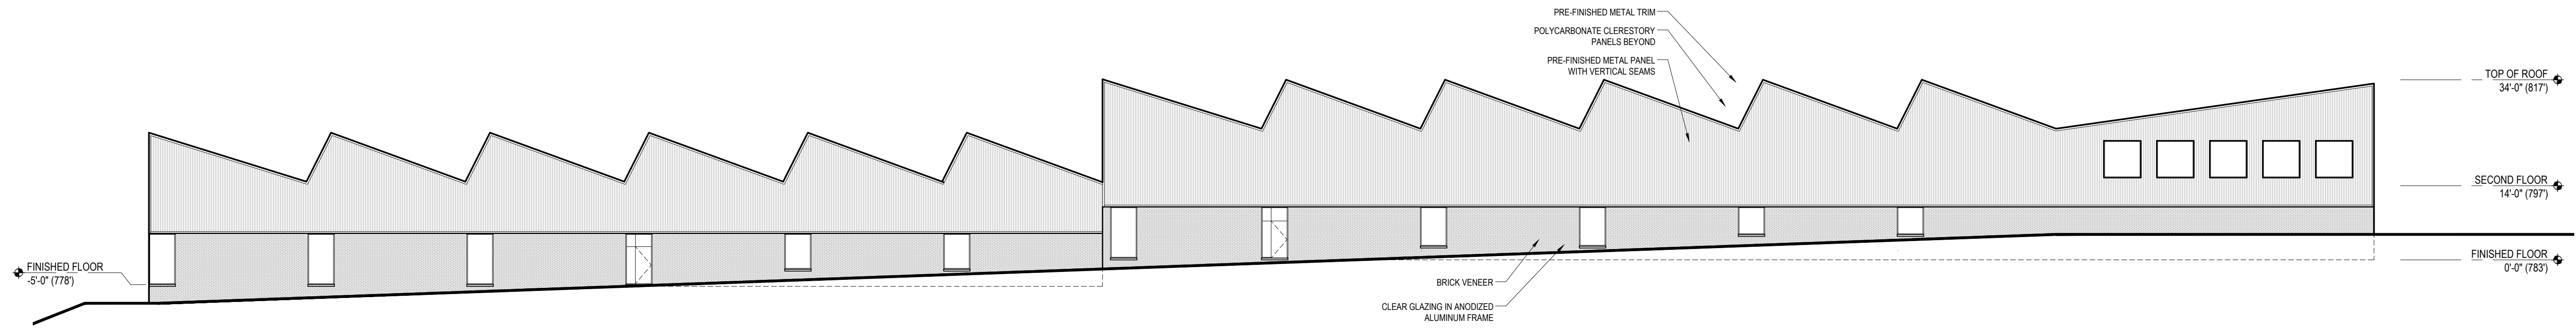 PRE-FINISHED METAL TRIM
POLYCARBONATE CLERESTORY
PANELS BEYOND
PRE-FINISHED METAL PANEL
WITH VERTICAL SEAMS
TOP OF ROOF
34'-0" (817')
SECOND FLOOR
14'-0" (797')
FINISHED FLOOR
-5'-0" (778')
FINISHED FLOOR
0'-0" (783')
BRICK VENEER
CLEAR GLAZING IN ANODIZED
ALUMINUM FRAME